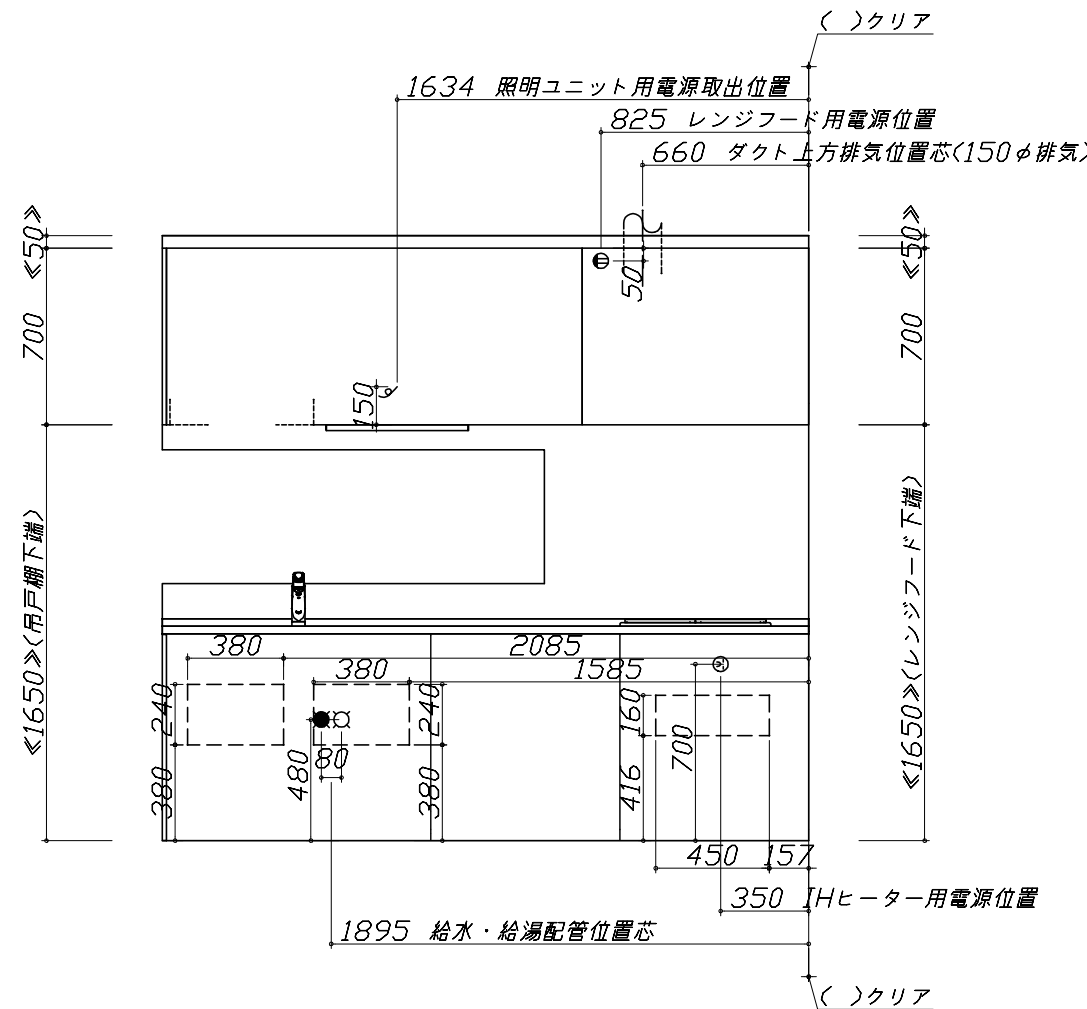 ( )クリア
1634 照明ユニット用電源取出位置
825 レンジフード用電源位置
660 ダクト上方排気位置芯(150φ排気)
≪50≫
≪50≫
50
700
700
150
≪1650≫(吊戸棚下端)
≪1650≫(レンジフード下端)
380
2085
380
1585
240
240
160
700
80
380
480
380
416
450
157
350 IHヒーター用電源位置
1895 給水・給湯配管位置芯
( )クリア